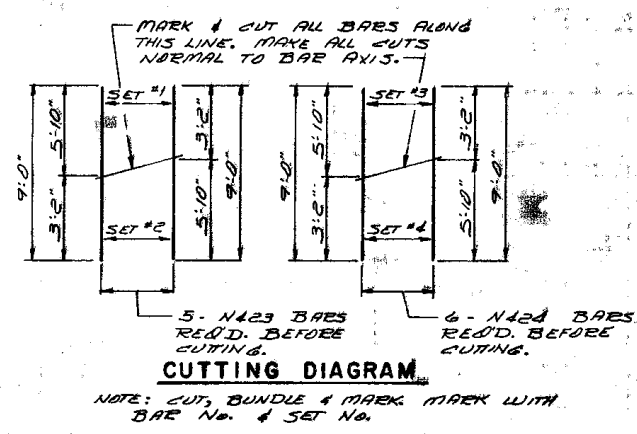 MARK & CUT ALL BARS ALONG
THIS LINE. MAKE ALL CUTS
NORMAL TO BAR AXIS.
SET #1
SET #3
9'-0"
5'-10"
3'-2"
9'-0"
5'-10"
3'-2"
9'-0"
5'-10"
3'-2"
9'-0"
5'-10"
3'-2"
SET #2
SET #4
5 - N423 BARS
REQ'D. BEFORE
CUTTING.
6 - N424 BARS
REQ'D. BEFORE
CUTTING.
CUTTING DIAGRAM
NOTE: CUT, BUNDLE & MARK. MARK WITH
BAR No. & SET No.